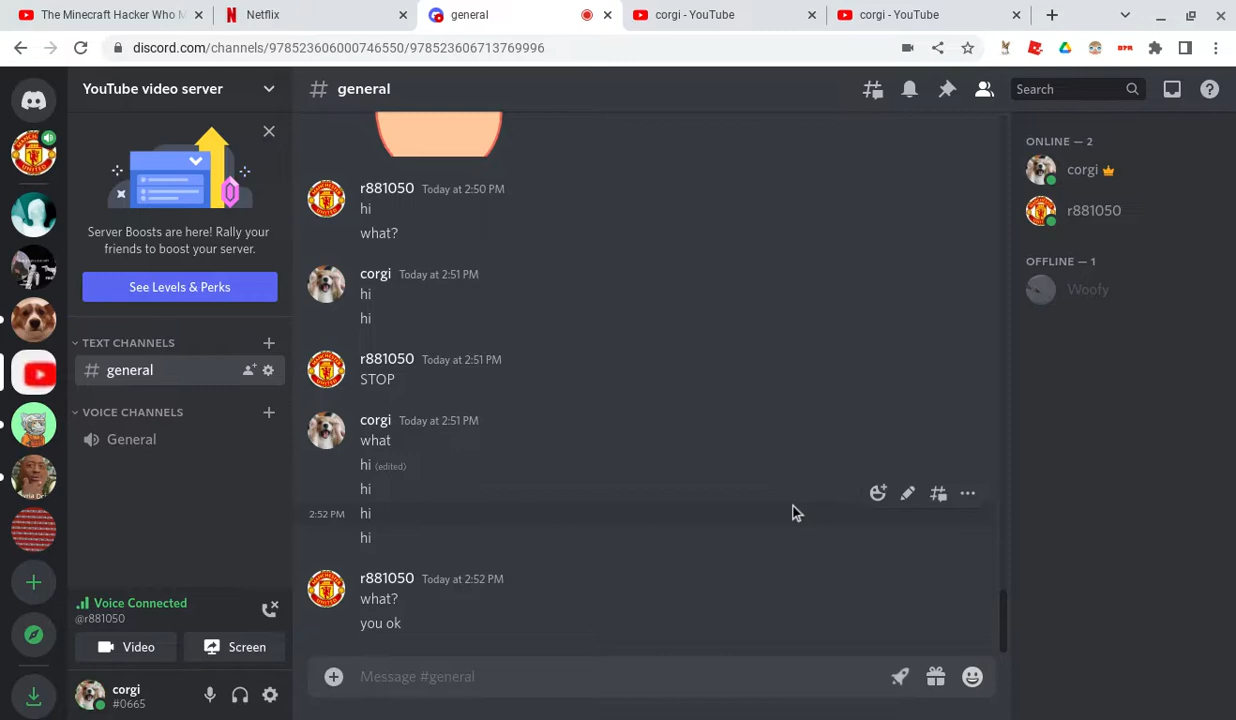 The Minecraft Hacker Who M
Netflix
general
corgi - YouTube
corgi - YouTube
discord.com/channels/978523606000746550/978523606713769996
BPR
YouTube video server
# general
Search
Server Boosts are here! Rally your
friends to boost your server.
See Levels & Perks
TEXT CHANNELS
# general
VOICE CHANNELS
General
Voice Connected
@r881050
Video
Screen
corgi
#0665
r881050 Today at 2:50 PM
hi
what?
corgi Today at 2:51 PM
hi
hi
r881050 Today at 2:51 PM
STOP
corgi Today at 2:51 PM
what
hi (edited)
hi
2:52 PM hi
hi
r881050 Today at 2:52 PM
what?
you ok
Message #general
ONLINE — 2
corgi
r881050
OFFLINE — 1
Woofy